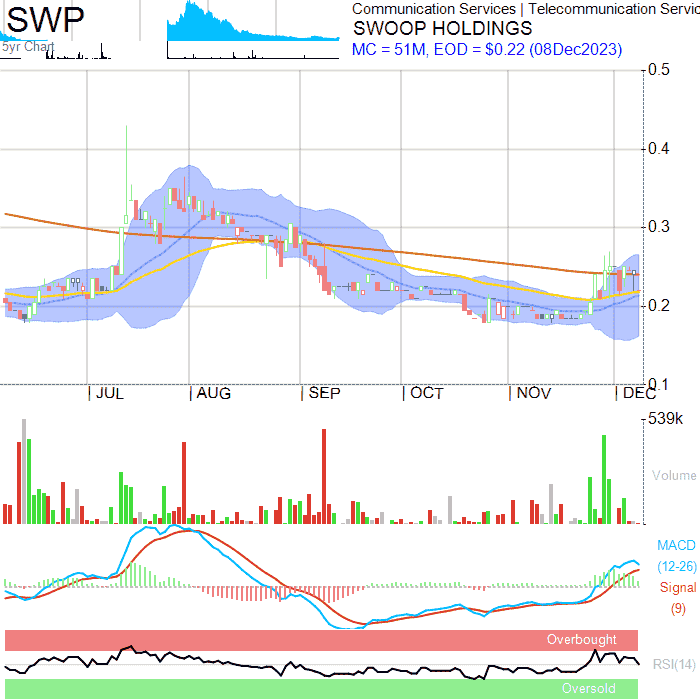 SWP
5yr Chart
Communication Services | Telecommunication Servic
SWOOP HOLDINGS
MC = 51M, EOD = $0.22 (08Dec2023)
0.5
0.4
0.3
0.2
0.1
JUL AUG SEP OCT NOV DEC
539k
Volume
MACD
(12-26)
Signal
(9)
Overbought
RSI(14)
Oversold